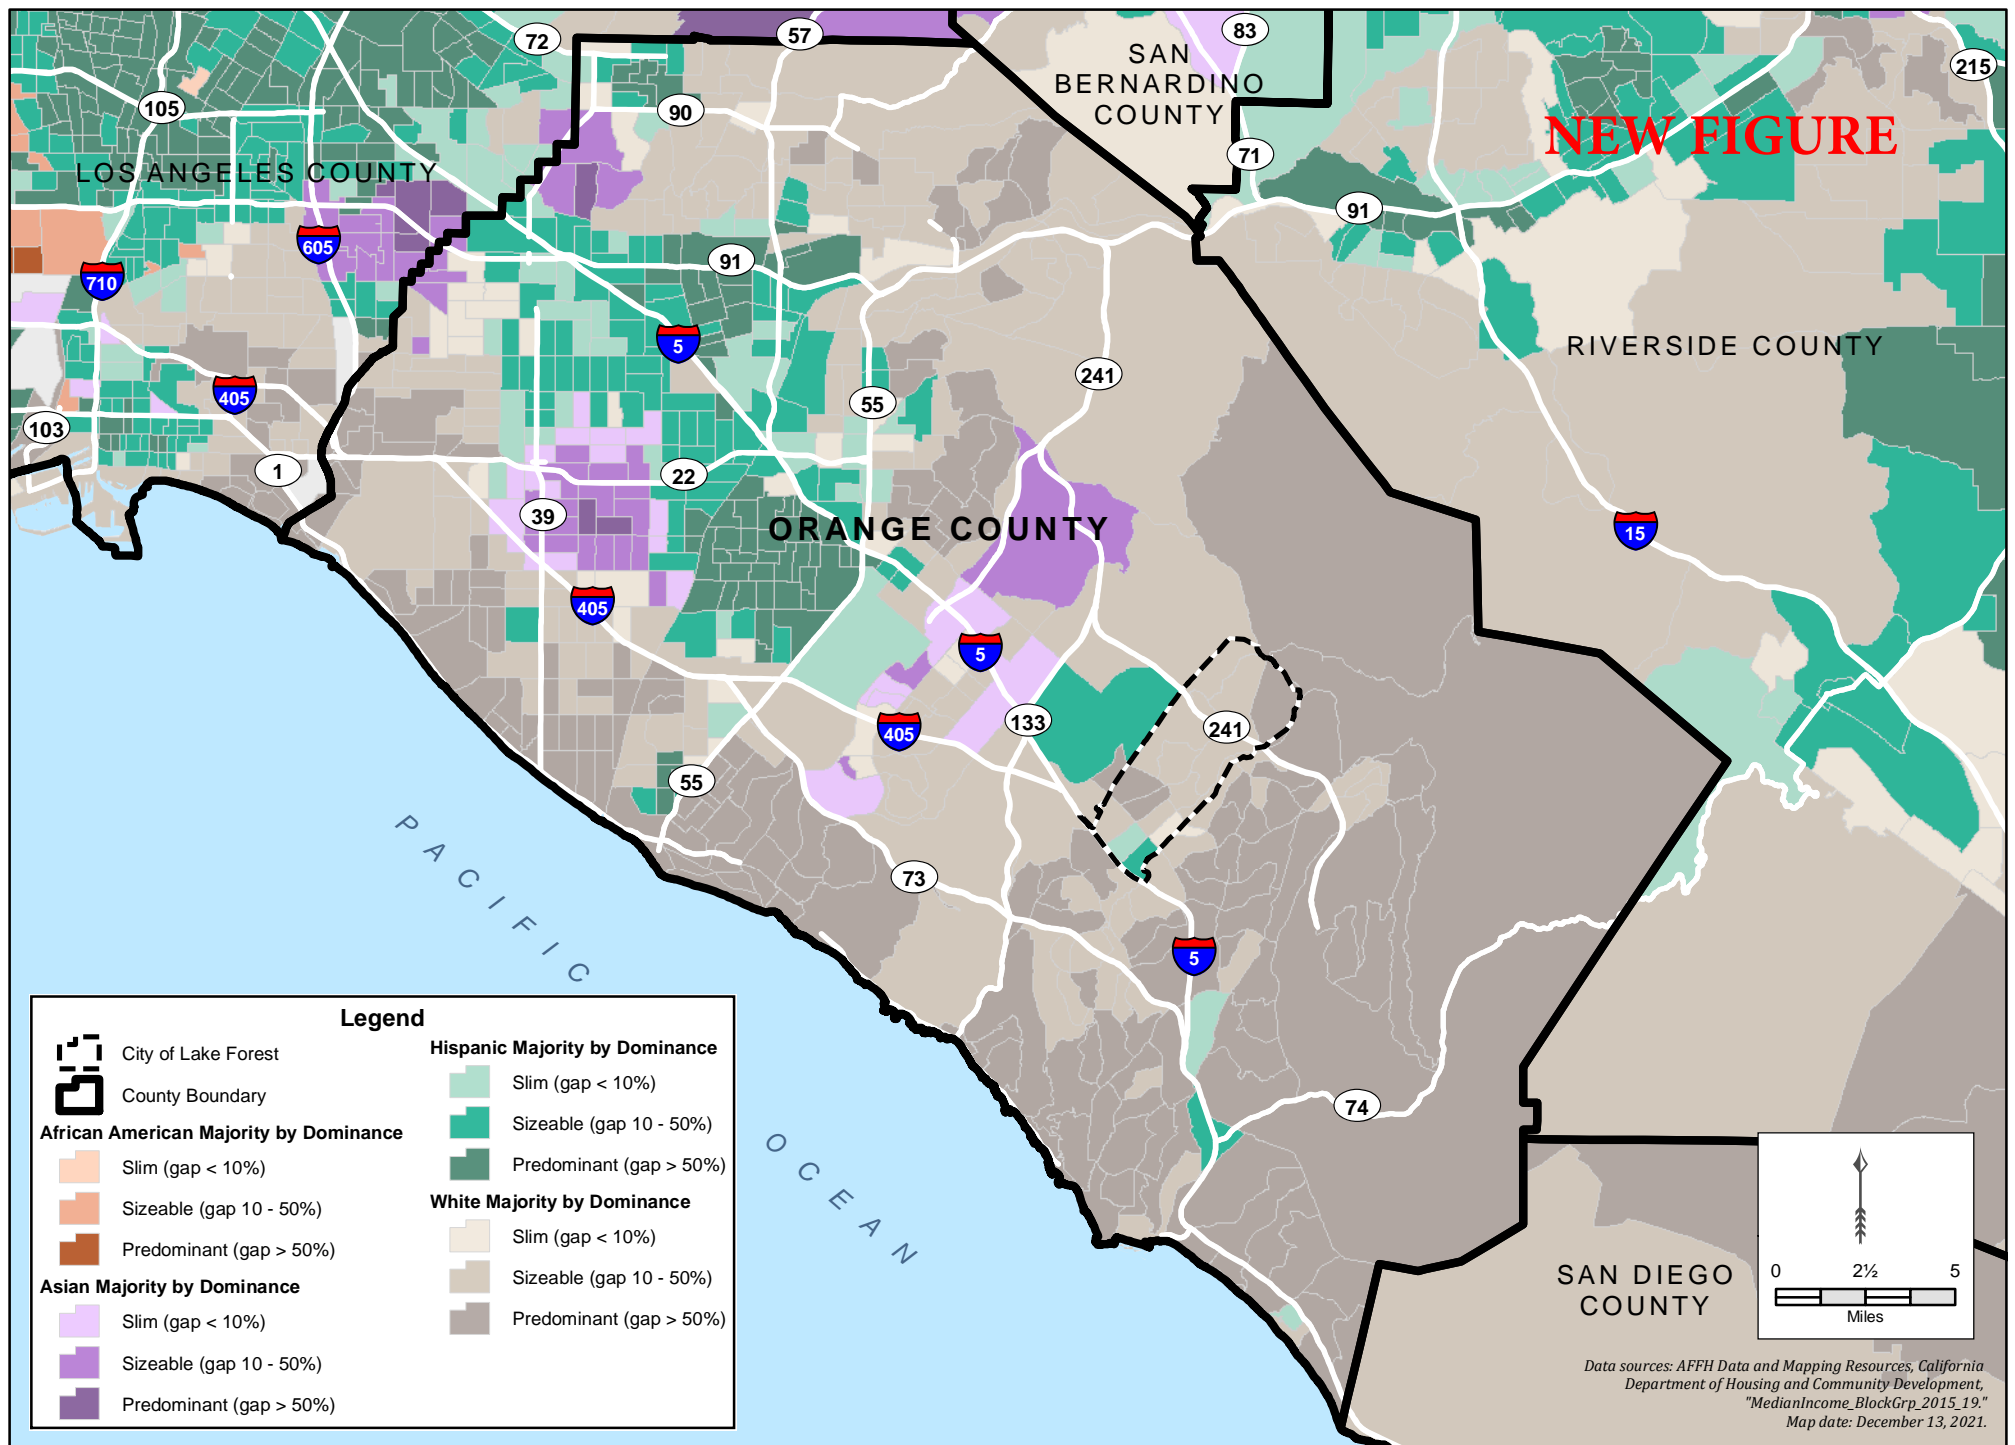 72
57
83
215
SAN
BERNARDINO
COUNTY
105
90
NEW FIGURE
71
LOS ANGELES COUNTY
91
605
710
91
5
RIVERSIDE COUNTY
241
405
55
103
1
22
39
ORANGE COUNTY
15
405
5
133
405
241
55
73
PACIFIC
5
74
OCEAN
SAN DIEGO
COUNTY
Legend
City of Lake Forest
County Boundary
African American Majority by Dominance
Slim (gap < 10%)
Sizeable (gap 10 - 50%)
Predominant (gap > 50%)
Asian Majority by Dominance
Slim (gap < 10%)
Sizeable (gap 10 - 50%)
Predominant (gap > 50%)
Hispanic Majority by Dominance
Slim (gap < 10%)
Sizeable (gap 10 - 50%)
Predominant (gap > 50%)
White Majority by Dominance
Slim (gap < 10%)
Sizeable (gap 10 - 50%)
Predominant (gap > 50%)
0 2½ 5
Miles
Data sources: AFFH Data and Mapping Resources, California
Department of Housing and Community Development,
"MedianIncome_BlockGrp_2015_19."
Map date: December 13, 2021.